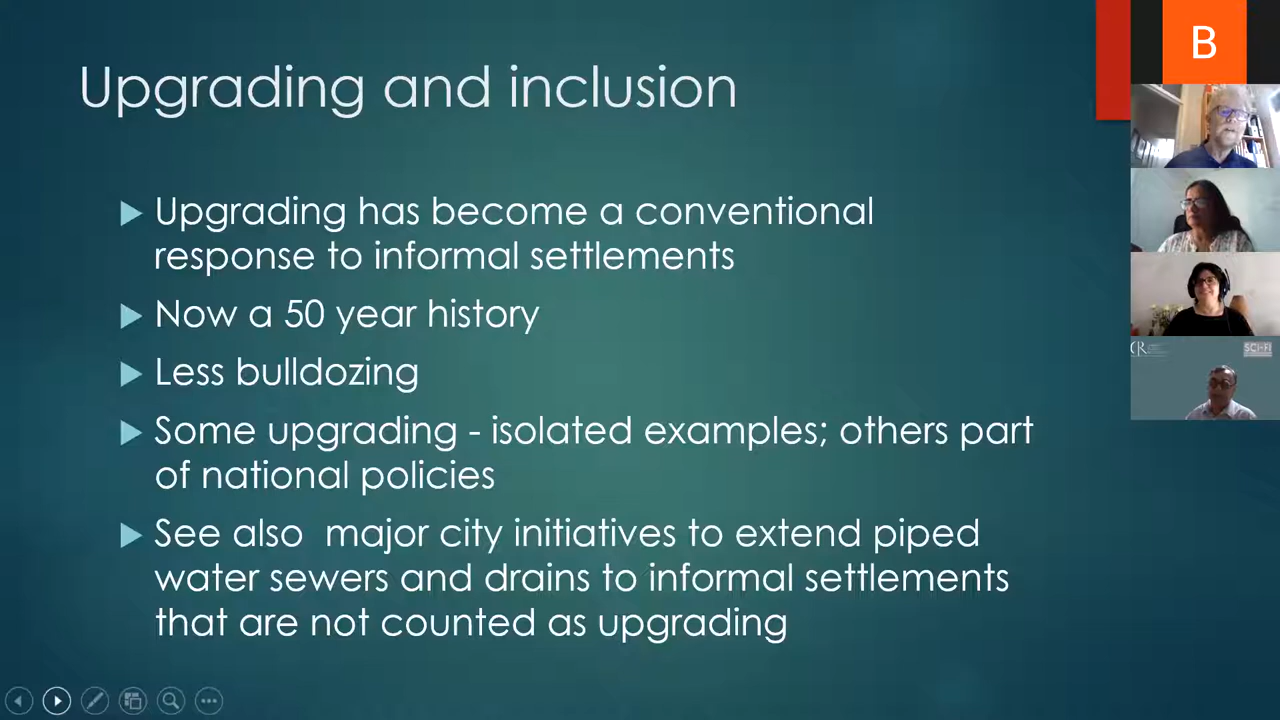 Upgrading and inclusion
Upgrading has become a conventional
response to informal settlements
Now a 50 year history
Less bulldozing
Some upgrading - isolated examples; others part
of national policies
See also  major city initiatives to extend piped
water sewers and drains to informal settlements
that are not counted as upgrading
B
SCI-FI